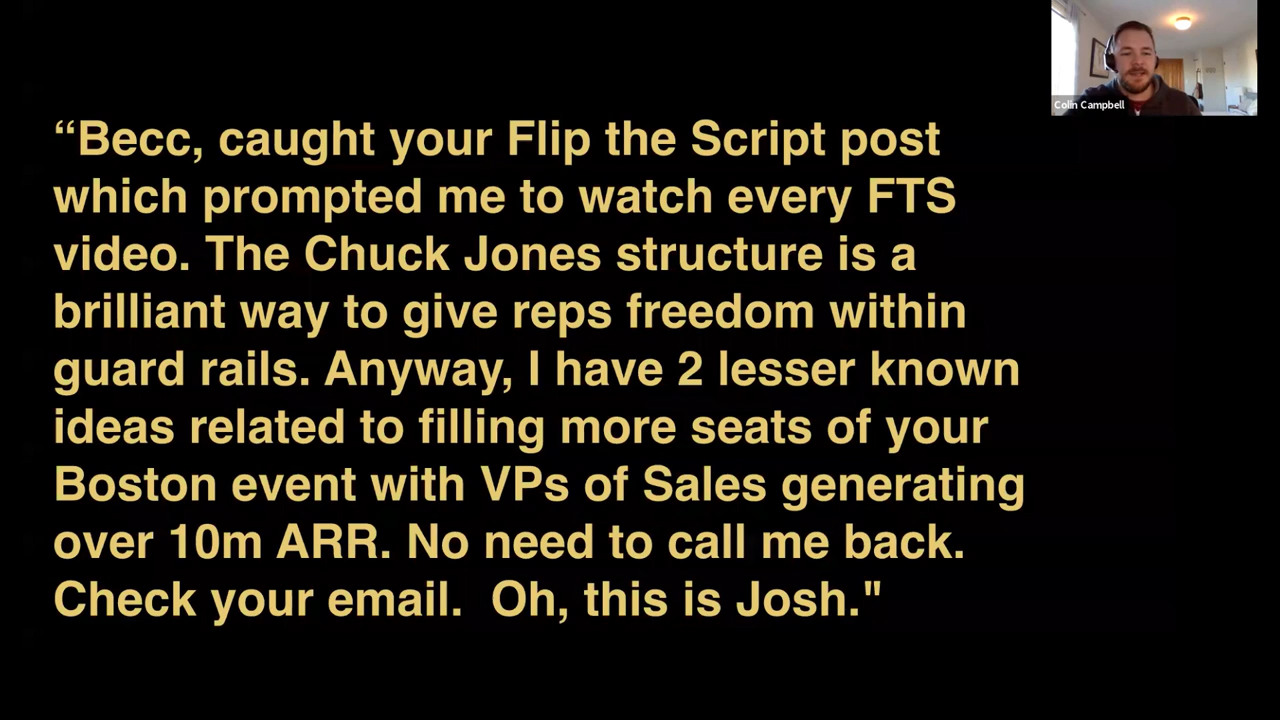 “Becc, caught your Flip the Script post
which prompted me to watch every FTS
video. The Chuck Jones structure is a
brilliant way to give reps freedom within
guard rails. Anyway, I have 2 lesser known
ideas related to filling more seats of your
Boston event with VPs of Sales generating
over 10m ARR. No need to call me back.
Check your email.  Oh, this is Josh."
Colin Campbell